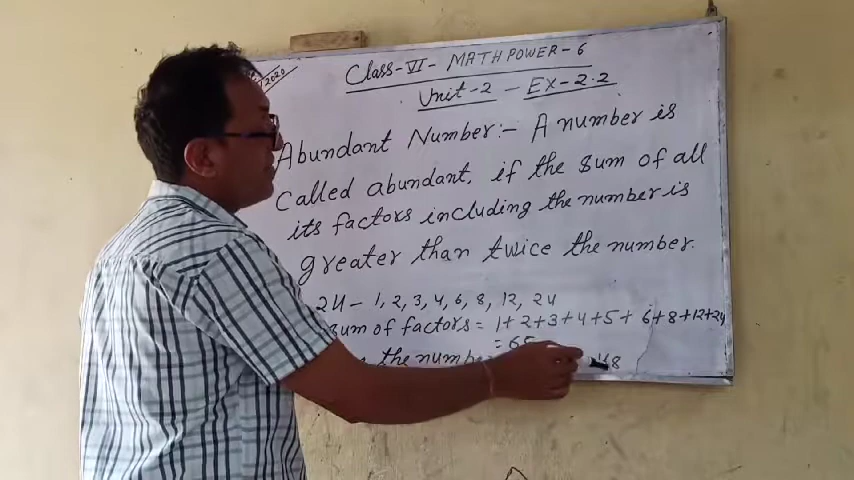 2020
Class-VI- MATH POWER-6
Unit-2 - EX-2.2
Abundant Number:- A number is
Called abundant, if the sum of all
its factors including the number is
greater than twice the number.
24 - 1, 2, 3, 4, 6, 8, 12, 24
sum of factors = 1+2+3+4+5+ 6+8+12+24
= 65
the number 48